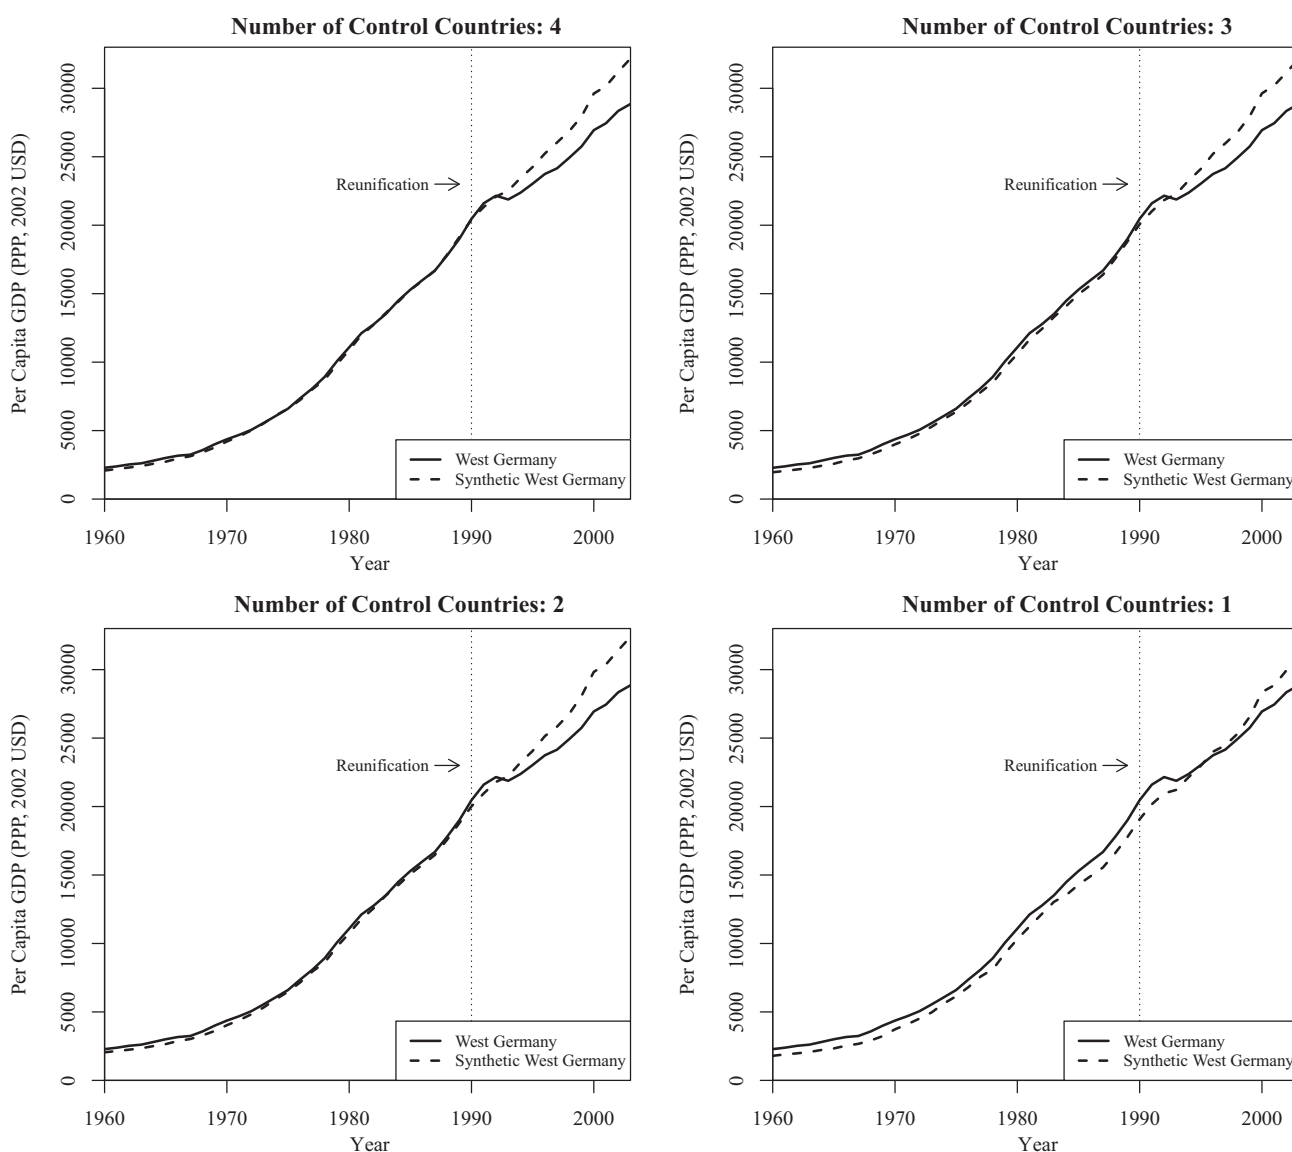 Number of Control Countries: 4
Per Capita GDP (PPP, 2002 USD)
30000
25000
20000
15000
10000
5000
0
Reunification
West Germany
Synthetic West Germany
1960 1970 1980 1990 2000
Year
Number of Control Countries: 3
Per Capita GDP (PPP, 2002 USD)
30000
25000
20000
15000
10000
5000
0
Reunification
West Germany
Synthetic West Germany
1960 1970 1980 1990 2000
Year
Number of Control Countries: 2
Per Capita GDP (PPP, 2002 USD)
30000
25000
20000
15000
10000
5000
0
Reunification
West Germany
Synthetic West Germany
1960 1970 1980 1990 2000
Year
Number of Control Countries: 1
Per Capita GDP (PPP, 2002 USD)
30000
25000
20000
15000
10000
5000
0
Reunification
West Germany
Synthetic West Germany
1960 1970 1980 1990 2000
Year